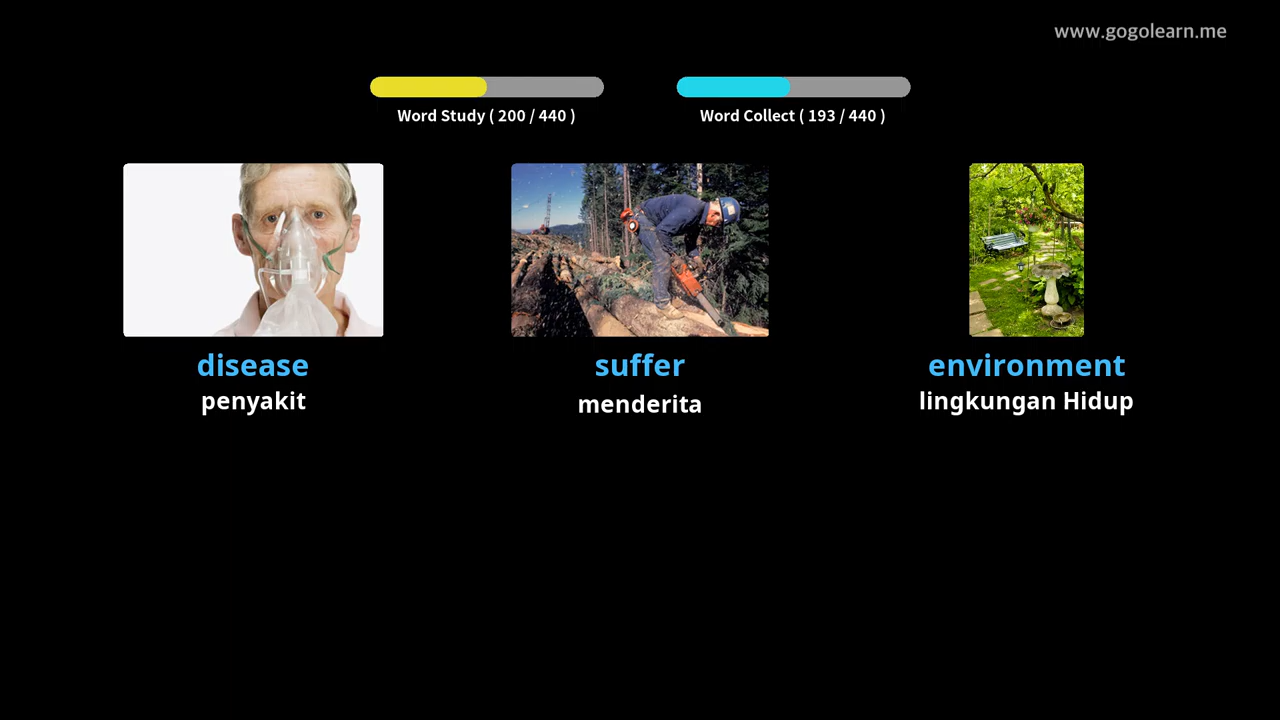 www.gogolearn.me
Word Study ( 200 / 440 )
Word Collect ( 193 / 440 )
disease
suffer
environment
penyakit
menderita
lingkungan Hidup